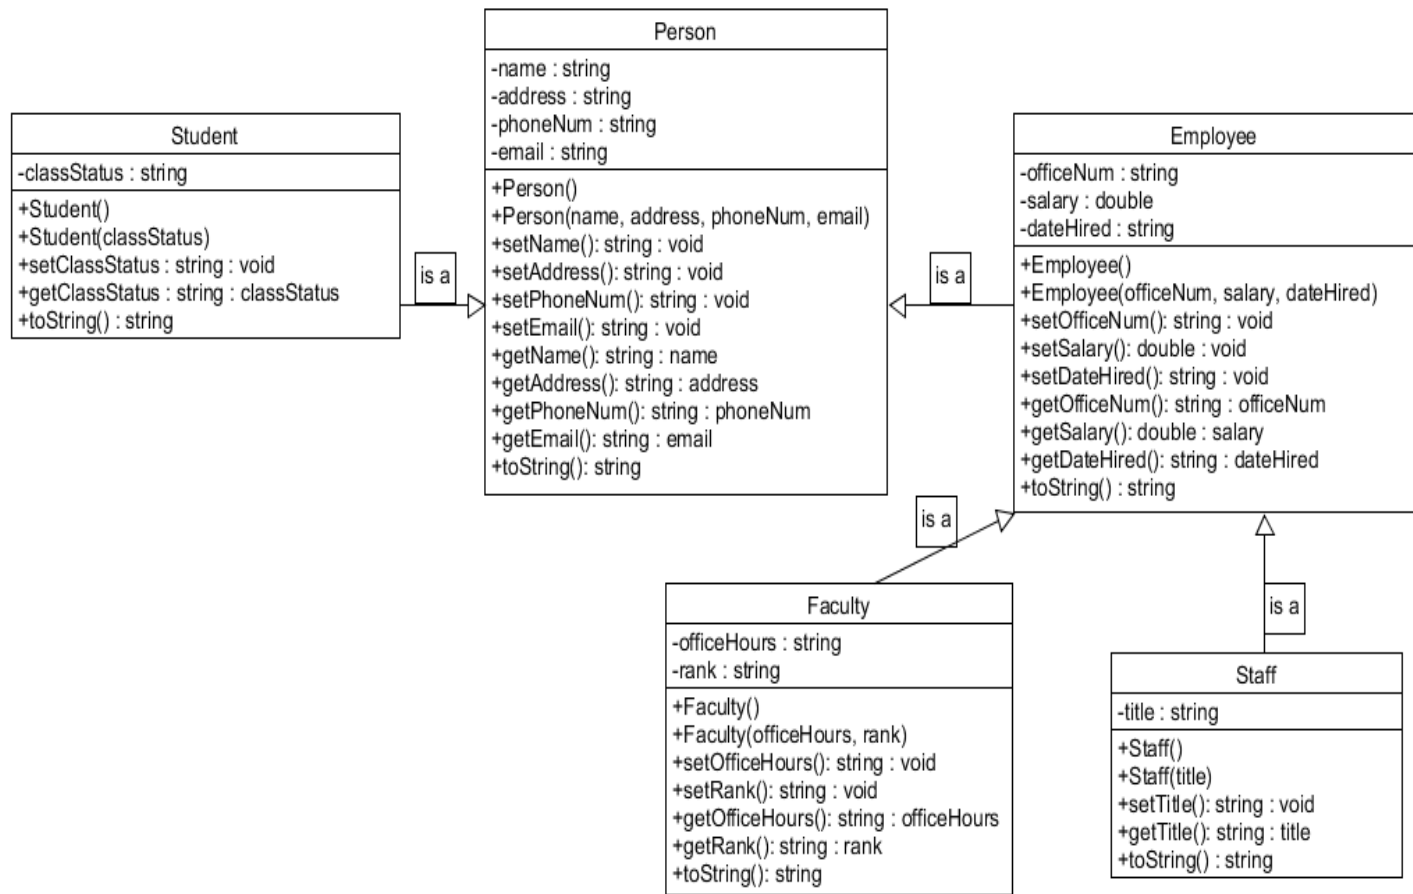 Person
-name : string
-address : string
-phoneNum : string
-email : string
+Person()
+Person(name, address, phoneNum, email)
+setName(): string : void
+setAddress(): string : void
+setPhoneNum(): string : void
+setEmail(): string : void
+getName(): string : name
+getAddress(): string : address
+getPhoneNum(): string : phoneNum
+getEmail(): string : email
+toString(): string
Student
-classStatus : string
+Student()
+Student(classStatus)
+setClassStatus : string : void
+getClassStatus : string : classStatus
+toString() : string
is a
is a
Employee
-officeNum : string
-salary : double
-dateHired : string
+Employee()
+Employee(officeNum, salary, dateHired)
+setOfficeNum(): string : void
+setSalary(): double : void
+setDateHired(): string : void
+getOfficeNum(): string : officeNum
+getSalary(): double : salary
+getDateHired(): string : dateHired
+toString() : string
is a
is a
Faculty
-officeHours : string
-rank : string
+Faculty()
+Faculty(officeHours, rank)
+setOfficeHours(): string : void
+setRank(): string : void
+getOfficeHours(): string : officeHours
+getRank(): string : rank
+toString(): string
Staff
-title : string
+Staff()
+Staff(title)
+setTitle(): string : void
+getTitle(): string : title
+toString() : string